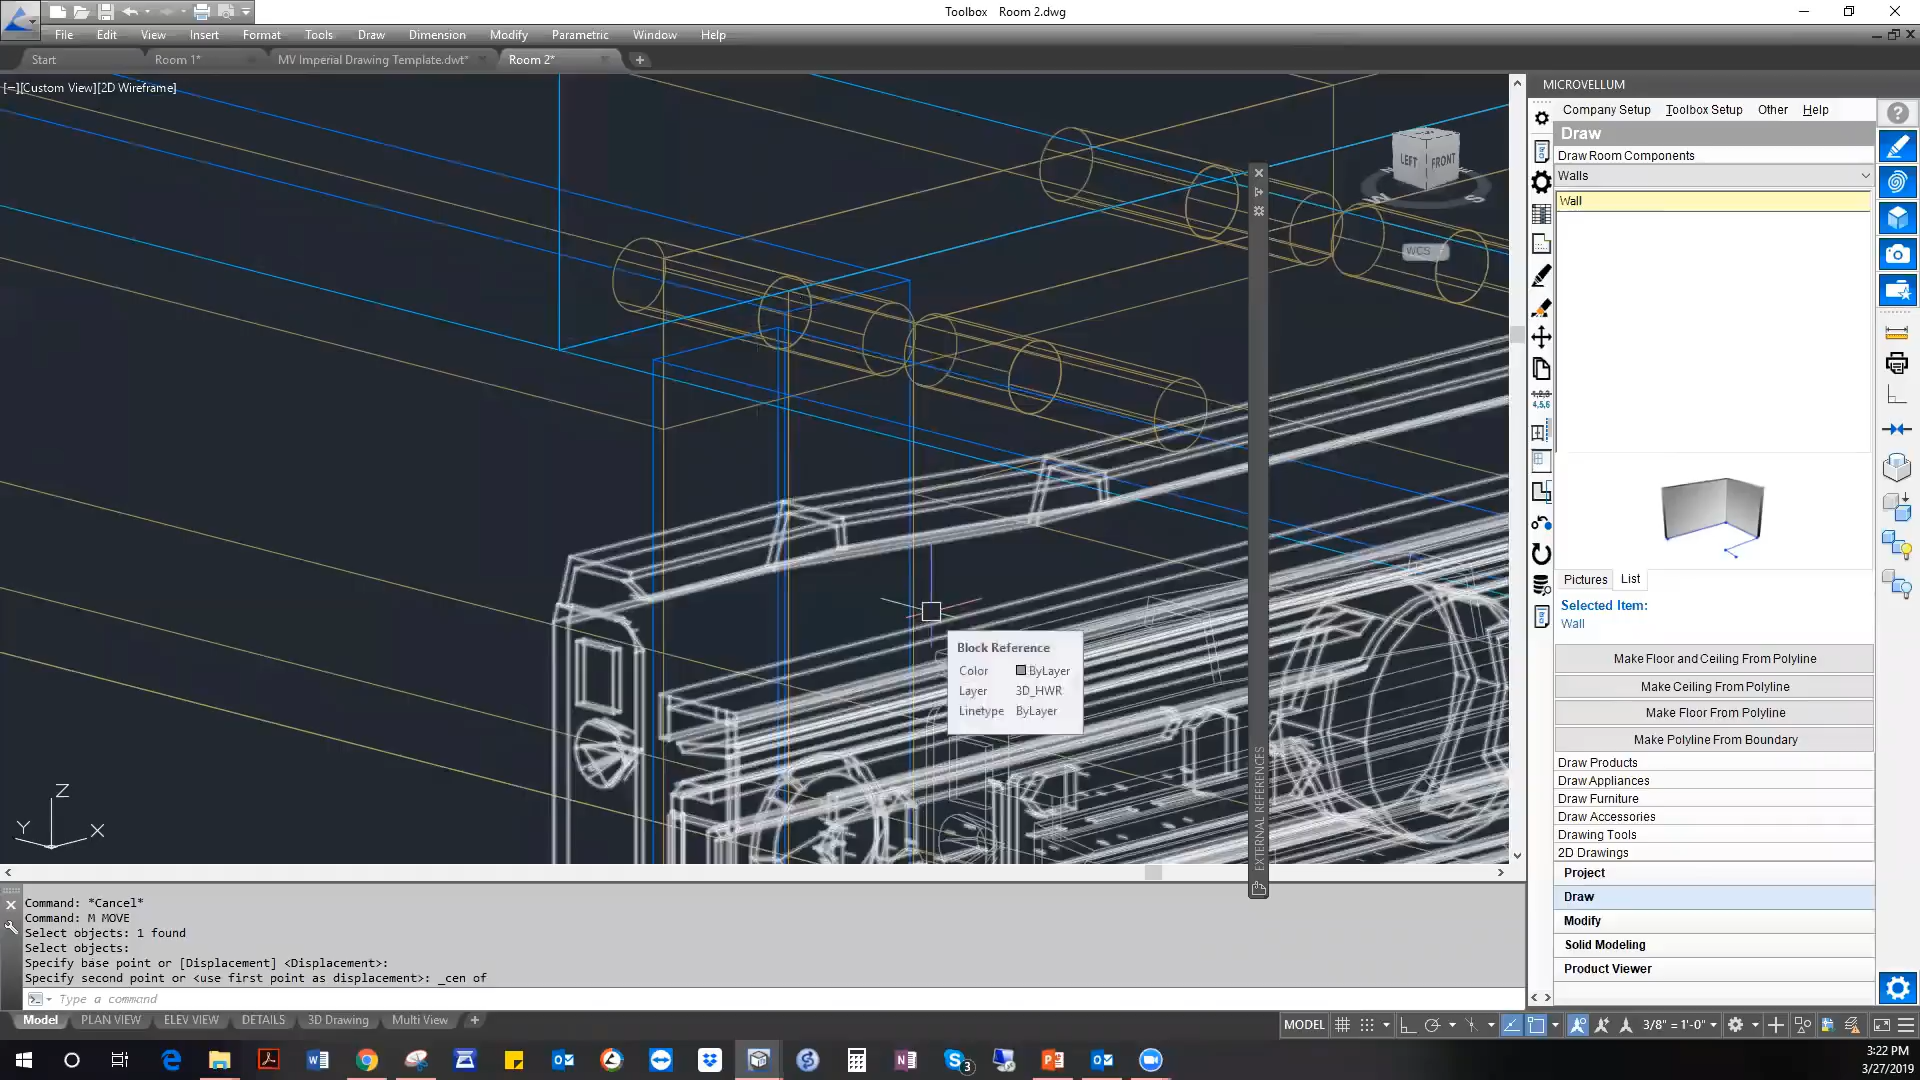 Toolbox Room 2.dwg
File Edit View Insert Format Tools Draw Dimension Modify Parametric Window Help
Start Room 1* MV Imperial Drawing Template.dwt* Room 2*
[−][Custom View][2D Wireframe]
LEFT FRONT
W S
WCS
Block Reference
Color ByLayer
Layer 3D_HWR
Linetype ByLayer
EXTERNAL REFERENCES
Z
Y X
MICROVELLUM
Company Setup Toolbox Setup Other Help
Draw
Draw Room Components
Walls
Wall
Pictures List
Selected Item:
Wall
Make Floor and Ceiling From Polyline
Make Ceiling From Polyline
Make Floor From Polyline
Make Polyline From Boundary
Draw Products
Draw Appliances
Draw Furniture
Draw Accessories
Drawing Tools
2D Drawings
Project
Draw
Modify
Solid Modeling
Product Viewer
Command: *Cancel*
Command: M MOVE
Select objects: 1 found
Select objects:
Specify base point or [Displacement] <Displacement>:
Specify second point or <use first point as displacement>: _cen of
Type a command
Model PLAN VIEW ELEV VIEW DETAILS 3D Drawing Multi View
MODEL 3/8" = 1'-0"
3:22 PM
3/27/2019